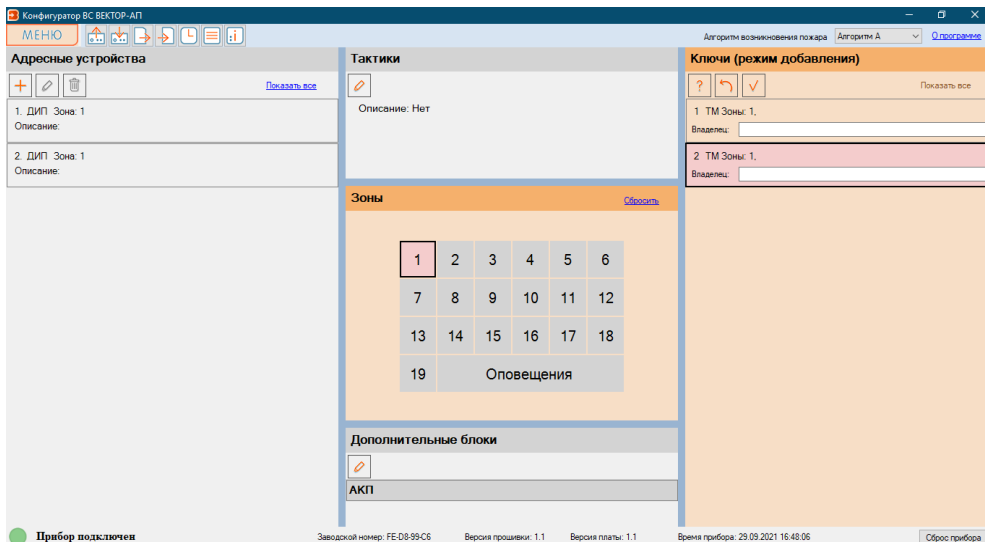 Конфигуратор ВС ВЕКТОР-АП
МЕНЮ
Алгоритм возникновения пожара Алгоритм А О программе
Адресные устройства
Показать все
1. ДИП Зона: 1
Описание:
2. ДИП Зона: 1
Описание:
Тактики
Описание: Нет
Зоны
Сбросить
1 2 3 4 5 6
7 8 9 10 11 12
13 14 15 16 17 18
19 Оповещения
Дополнительные блоки
АКП
Ключи (режим добавления)
? Показать все
1 ТМ Зоны: 1,
Владелец:
2 ТМ Зоны: 1,
Владелец:
Прибор подключен Заводской номер: FE-D8-99-C6 Версия прошивки: 1.1 Версия платы: 1.1 Время прибора: 29.09.2021 16:48:06 Сброс прибора